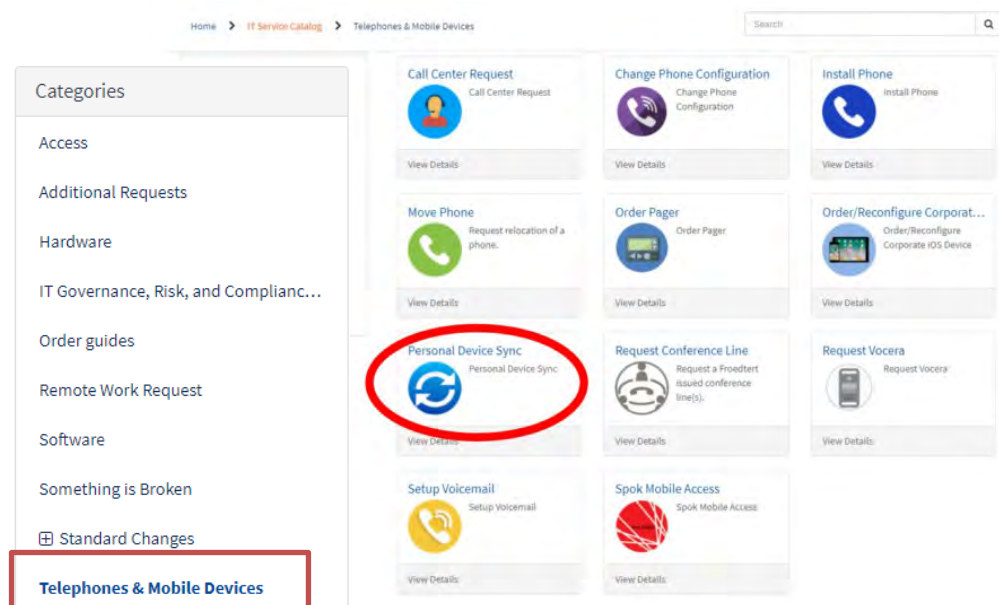 Home > IT Service Catalog > Telephones & Mobile Devices
Search
Categories
Access
Additional Requests
Hardware
IT Governance, Risk, and Complianc...
Order guides
Remote Work Request
Software
Something is Broken
Standard Changes
Telephones & Mobile Devices
Call Center Request
Call Center Request
View Details
Change Phone Configuration
Change Phone
Configuration
View Details
Install Phone
Install Phone
View Details
Move Phone
Request relocation of a
phone.
View Details
Order Pager
Order Pager
View Details
Order/Reconfigure Corporat...
Order/Reconfigure
Corporate iOS Device
View Details
Personal Device Sync
Personal Device Sync
View Details
Request Conference Line
Request a Froedtert
issued conference
line(s).
View Details
Request Vocera
Request Vocera
View Details
Setup Voicemail
Setup Voicemail
View Details
Spok Mobile Access
Spok Mobile Access
View Details